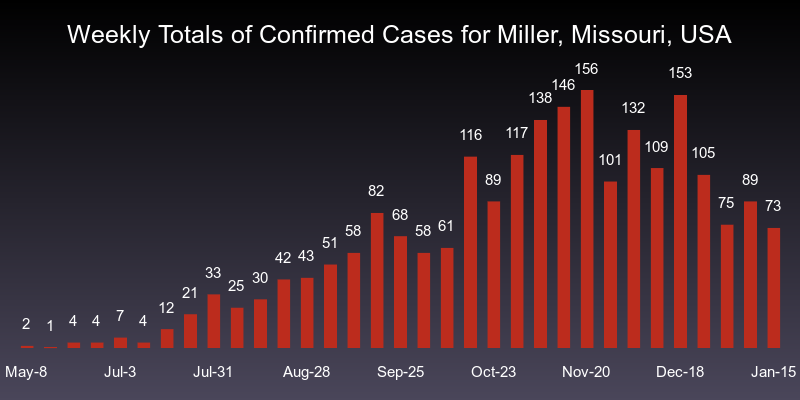 Weekly Totals of Confirmed Cases for Miller, Missouri, USA
2 1 4 4 7 4 12 21 33 25 30 42 43 51 58 82 68 58 61 116 89 117 138 146 156 101 132 109 153 105 75 89 73
May-8 Jul-3 Jul-31 Aug-28 Sep-25 Oct-23 Nov-20 Dec-18 Jan-15